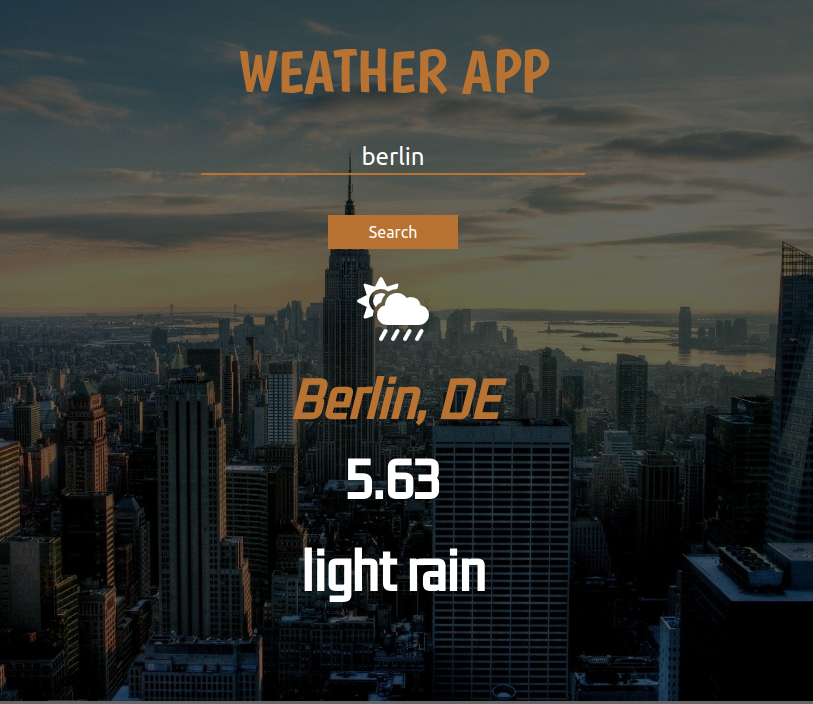 WEATHER APP
berlin
Search
Berlin, DE
5.63
light rain